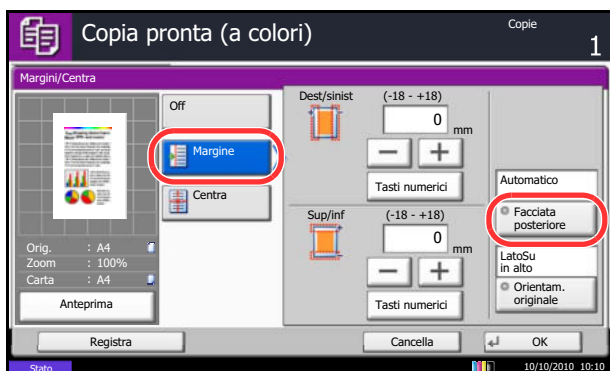 Copia pronta (a colori)
Copie
1
Margini/Centra
Off
Margine
Centra
Dest/sinist
(-18 - +18)
0 mm
Tasti numerici
Sup/inf
(-18 - +18)
0 mm
Tasti numerici
Automatico
Facciata
posteriore
LatoSu
in alto
Orientam.
originale
Orig. : A4
Zoom : 100%
Carta : A4
Anteprima
Registra
Cancella
OK
Stato
10/10/2010 10:10